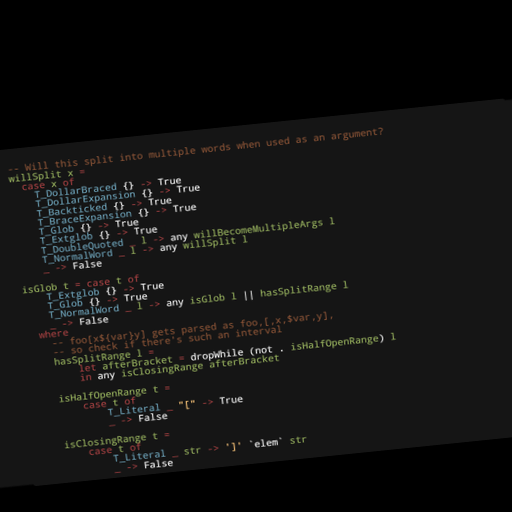 -- Will this split into multiple words when used as an argument?
willSplit x =
  case x of
    T_DollarBraced {} -> True
    T_DollarExpansion {} -> True
    T_Backticked {} -> True
    T_BraceExpansion {} -> True
    T_Glob {} -> True
    T_Extglob {} -> True
    T_DoubleQuoted _ l -> any willBecomeMultipleArgs l
    T_NormalWord _ l -> any willSplit l
    _ -> False

isGlob t = case t of
    T_Extglob {} -> True
    T_Glob {} -> True
    T_NormalWord _ l -> any isGlob l || hasSplitRange l
    _ -> False
  where
    -- foo[x${var}y] gets parsed as foo,[,x,$var,y],
    -- so check if there's such an interval
    hasSplitRange l =
        let afterBracket = dropWhile (not . isHalfOpenRange) l
        in any isClosingRange afterBracket

    isHalfOpenRange t =
        case t of
            T_Literal _ "[" -> True
            _ -> False

    isClosingRange t =
        case t of
            T_Literal _ str -> ']' `elem` str
            _ -> False